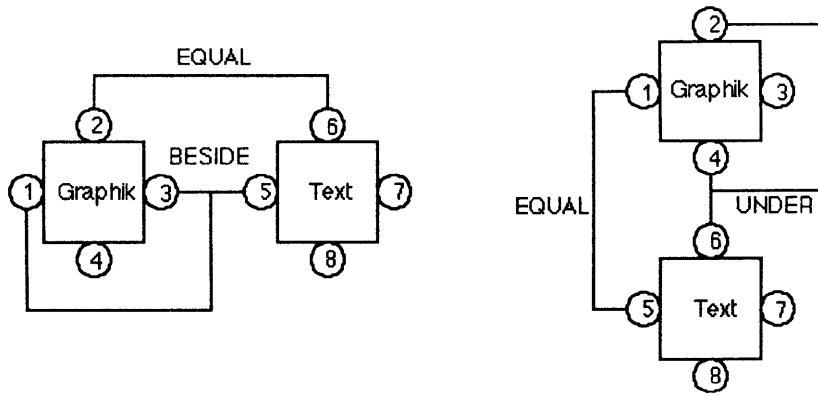 EQUAL
2 6
BESIDE
1 Graphik 3 5 Text 7
4 8
2
1 Graphik 3
4
EQUAL UNDER
6
5 Text 7
8